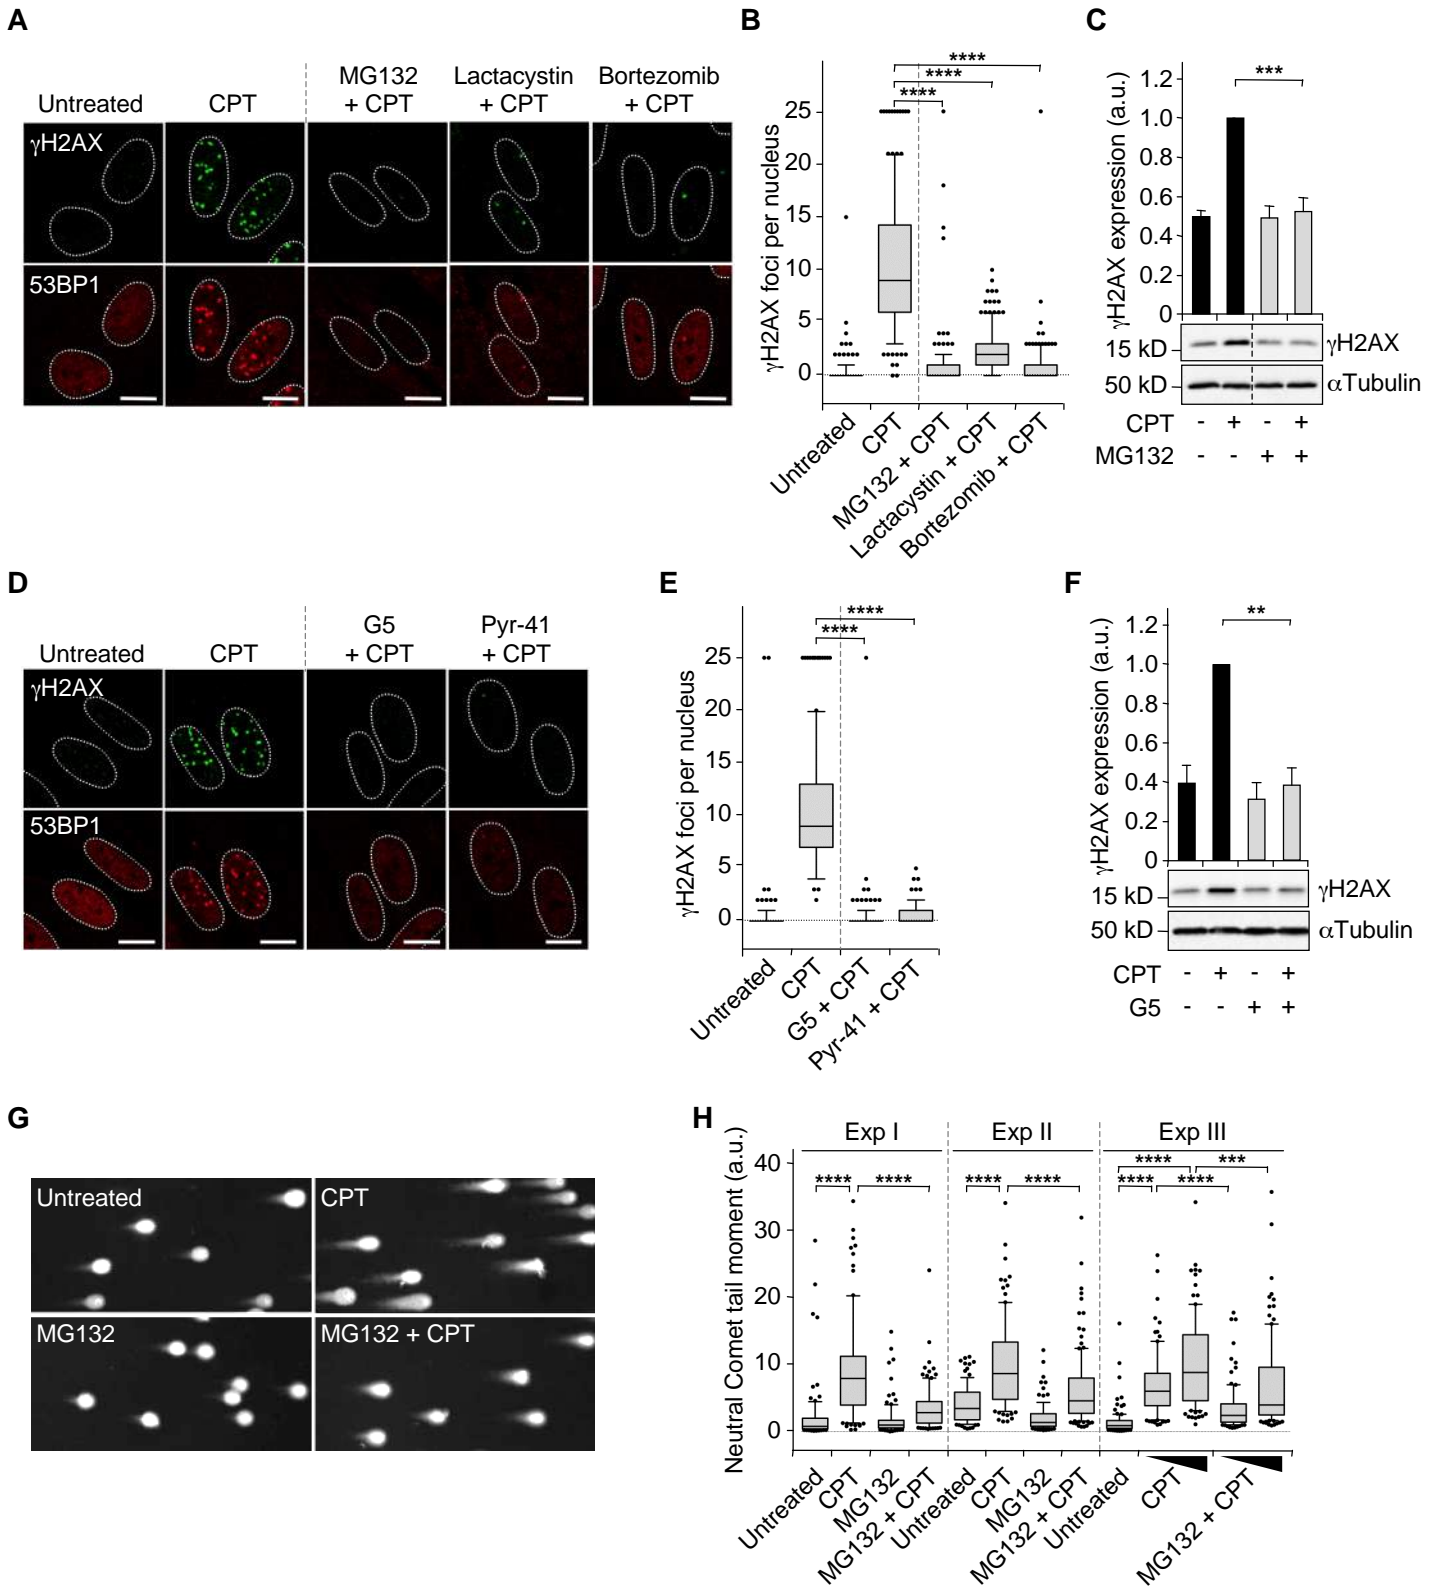 A
Untreated
CPT
MG132
+ CPT
Lactacystin
+ CPT
Bortezomib
+ CPT
γH2AX
53BP1
B
γH2AX foci per nucleus
25
20
15
10
5
0
****
****
****
Untreated
CPT
MG132 + CPT
Lactacystin + CPT
Bortezomib + CPT
C
γH2AX expression (a.u.)
1.2
1.0
0.8
0.6
0.4
0.2
0
***
15 kD
γH2AX
50 kD
αTubulin
CPT - + - +
MG132 - - + +
D
Untreated
CPT
G5
+ CPT
Pyr-41
+ CPT
γH2AX
53BP1
E
γH2AX foci per nucleus
25
20
15
10
5
0
****
****
Untreated
CPT
G5 + CPT
Pyr-41 + CPT
F
γH2AX expression (a.u.)
1.2
1.0
0.8
0.6
0.4
0.2
0
**
15 kD
γH2AX
50 kD
αTubulin
CPT - + - +
G5 - - + +
G
Untreated
CPT
MG132
MG132 + CPT
H
Neutral Comet tail moment (a.u.)
40
30
20
10
0
Exp I
Exp II
Exp III
**** ***
**** **** **** **** **** ****
Untreated
CPT
MG132
MG132 + CPT
Untreated
CPT
MG132
MG132 + CPT
Untreated
CPT
MG132 + CPT